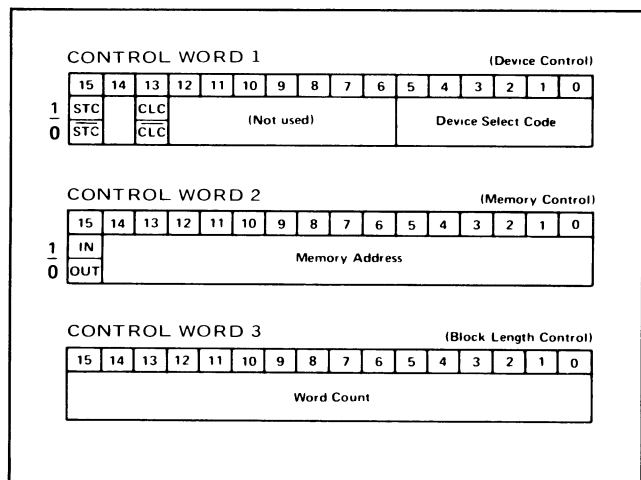 CONTROL WORD 1 (Device Control)
15 14 13 12 11 10 9 8 7 6 5 4 3 2 1 0
1 STC CLC
(Not used) Device Select Code
0 STC CLC
CONTROL WORD 2 (Memory Control)
15 14 13 12 11 10 9 8 7 6 5 4 3 2 1 0
1 IN
Memory Address
0 OUT
CONTROL WORD 3 (Block Length Control)
15 14 13 12 11 10 9 8 7 6 5 4 3 2 1 0
Word Count